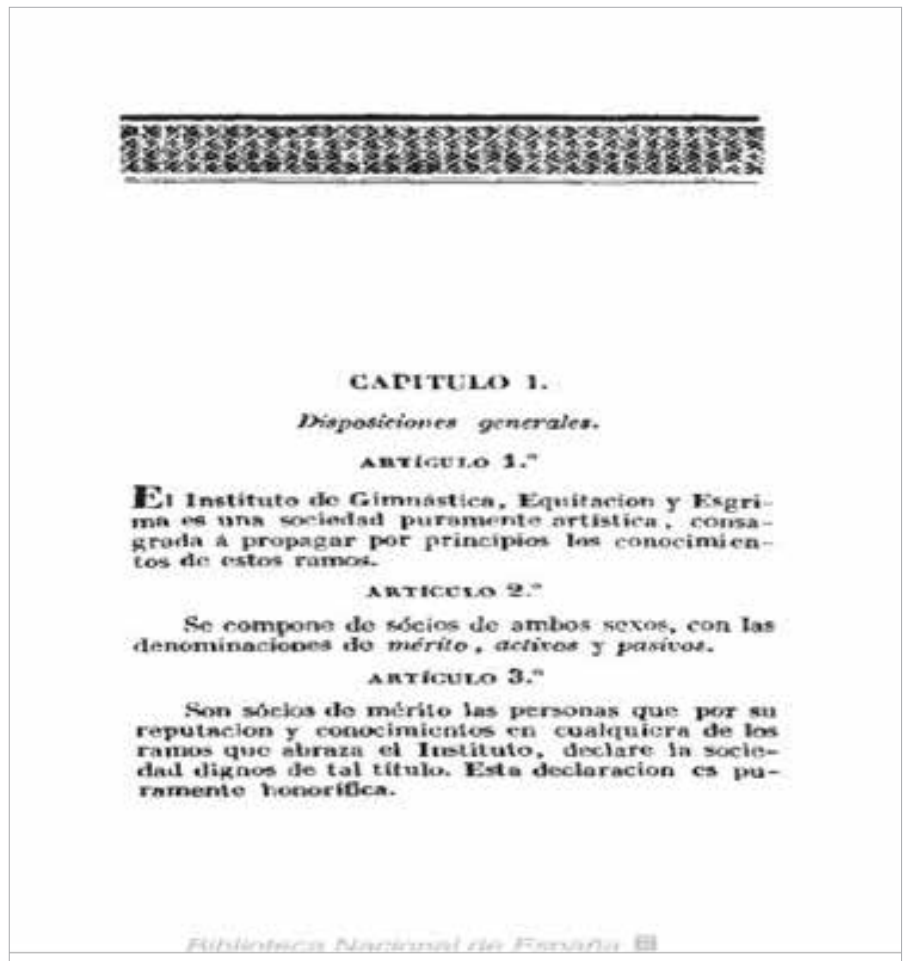 CAPITULO 1.
Disposiciones generales.
ARTÍCULO 1.º
El Instituto de Gimnástica, Equitacion y Esgri-
ma es una sociedad puramente artística, consa-
grada á propagar por principios los conocimien-
tos de estos ramos.
ARTÍCULO 2.º
Se compone de sócios de ambos sexos, con las
denominaciones de mérito, activos y pasivos.
ARTÍCULO 3.º
Son sócios de mérito las personas que por su
reputacion y conocimientos en cualquiera de los
ramos que abraza el Instituto, declare la socie-
dad dignos de tal título. Esta declaracion es pu-
ramente honorífica.
Biblioteca Nacional de España